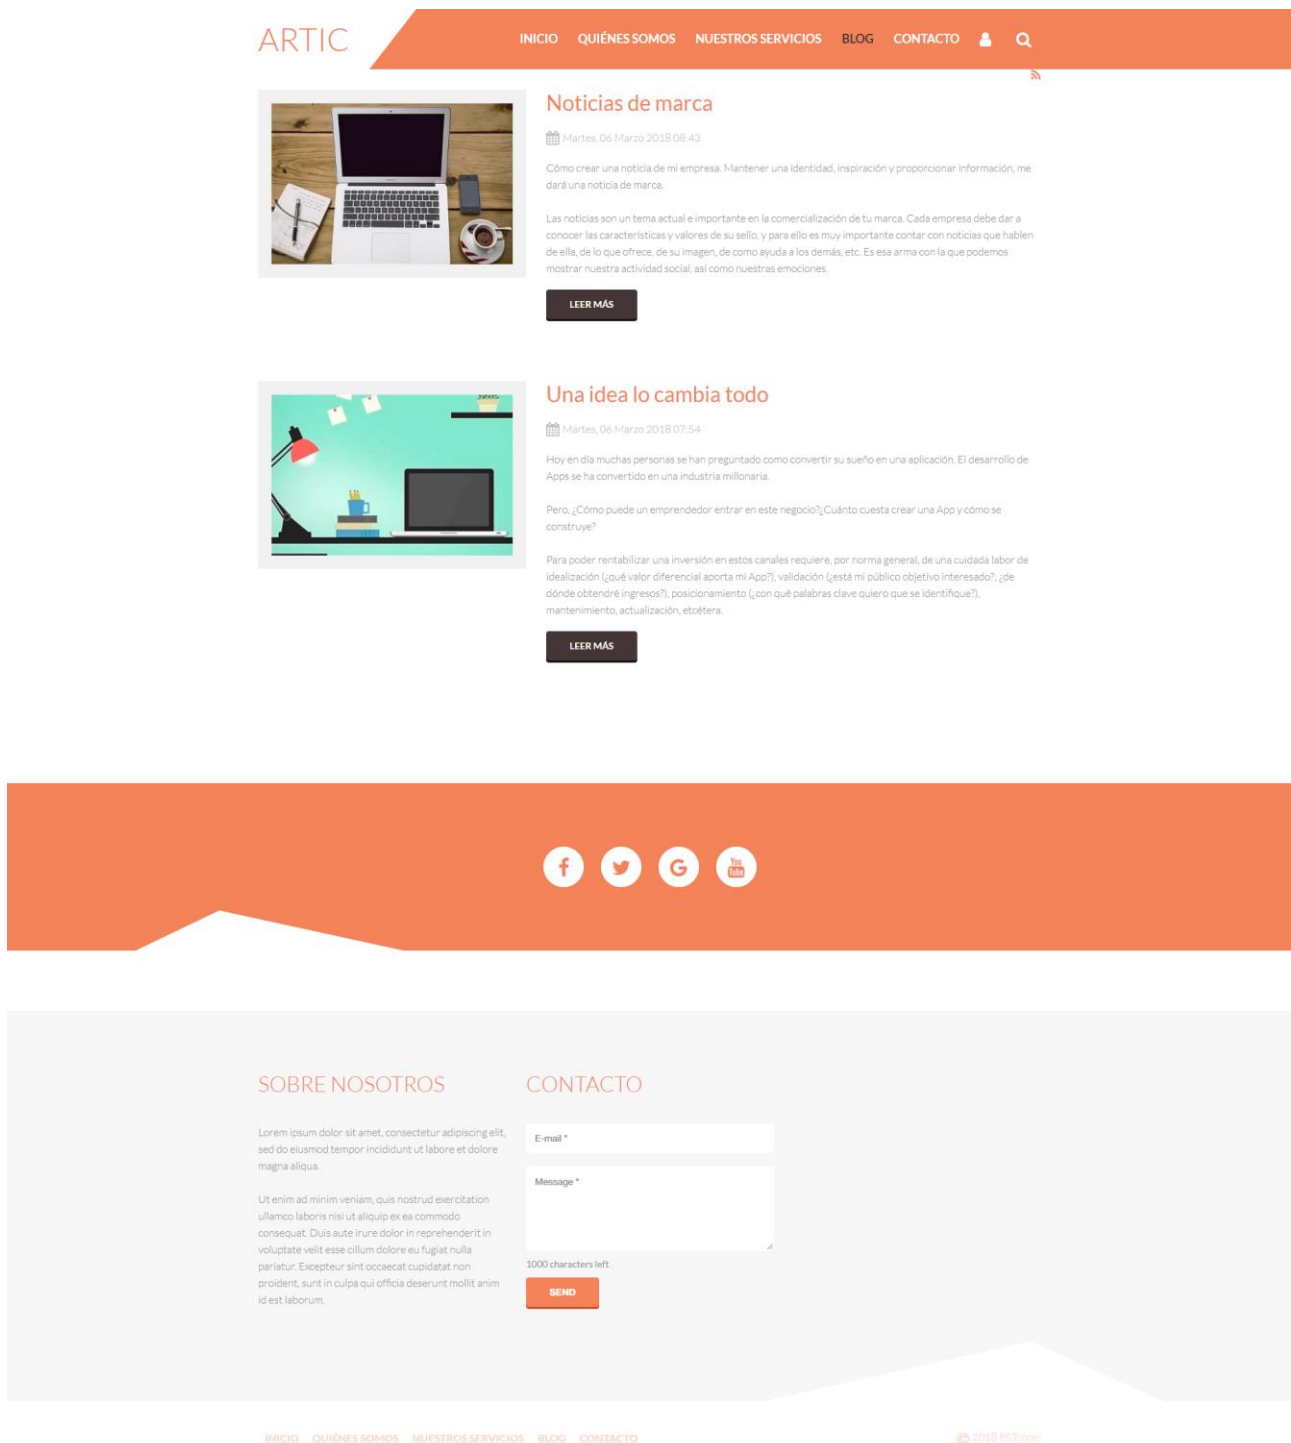 ARTIC
INICIO QUIÉNES SOMOS NUESTROS SERVICIOS BLOG CONTACTO
Noticias de marca
Martes, 06 Marzo 2018 08:43
Cómo crear una noticia de mi empresa. Mantener una identidad, inspiración y proporcionar información, me
dará una noticia de marca.
Las noticias son un tema actual e importante en la comercialización de tu marca. Cada empresa debe dar a
conocer las características y valores de su sello, y para ello es muy importante contar con noticias que hablen
de ella, de lo que ofrece, de su imagen, de como ayuda a los demás, etc. Es esa arma con la que podemos
mostrar nuestra actividad social, así como nuestras emociones.
LEER MÁS
Una idea lo cambia todo
Martes, 06 Marzo 2018 07:54
Hoy en día muchas personas se han preguntado como convertir su sueño en una aplicación. El desarrollo de
Apps se ha convertido en una industria millonaria.
Pero, ¿Cómo puede un emprendedor entrar en este negocio?¿Cuánto cuesta crear una App y cómo se
construye?
Para poder rentabilizar una inversión en estos canales requiere, por norma general, de una cuidada labor de
idealización (¿qué valor diferencial aporta mi App?), validación (¿está mi público objetivo interesado?; ¿de
dónde obtendré ingresos?), posicionamiento (¿con qué palabras clave quiero que se identifique?),
mantenimiento, actualización, etcétera.
LEER MÁS
You
Tube
SOBRE NOSOTROS
Lorem ipsum dolor sit amet, consectetur adipiscing elit,
sed do eiusmod tempor incididunt ut labore et dolore
magna aliqua.
Ut enim ad minim veniam, quis nostrud exercitation
ullamco laboris nisi ut aliquip ex ea commodo
consequat. Duis aute irure dolor in reprehenderit in
voluptate velit esse cillum dolore eu fugiat nulla
pariatur. Excepteur sint occaecat cupidatat non
proident, sunt in culpa qui officia deserunt mollit anim
id est laborum.
CONTACTO
E-mail *
Message *
1000 characters left
SEND
INICIO QUIÉNES SOMOS NUESTROS SERVICIOS BLOG CONTACTO
2018 RSTrone!